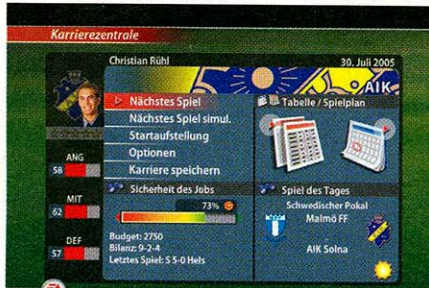 Karrierezentrale
Christian Rühl
30. Juli 2005
AIK
Nächstes Spiel
Nächstes Spiel simul.
Startaufstellung
Optionen
Karriere speichern
Tabelle / Spielplan
ANG
58
MIT
62
DEF
57
Sicherheit des Jobs
73%
Budget: 2750
Bilanz: 9-2-4
Letztes Spiel: S 5-0 Hels
Spiel des Tages
Schwedischer Pokal
Malmö FF
AIK Solna